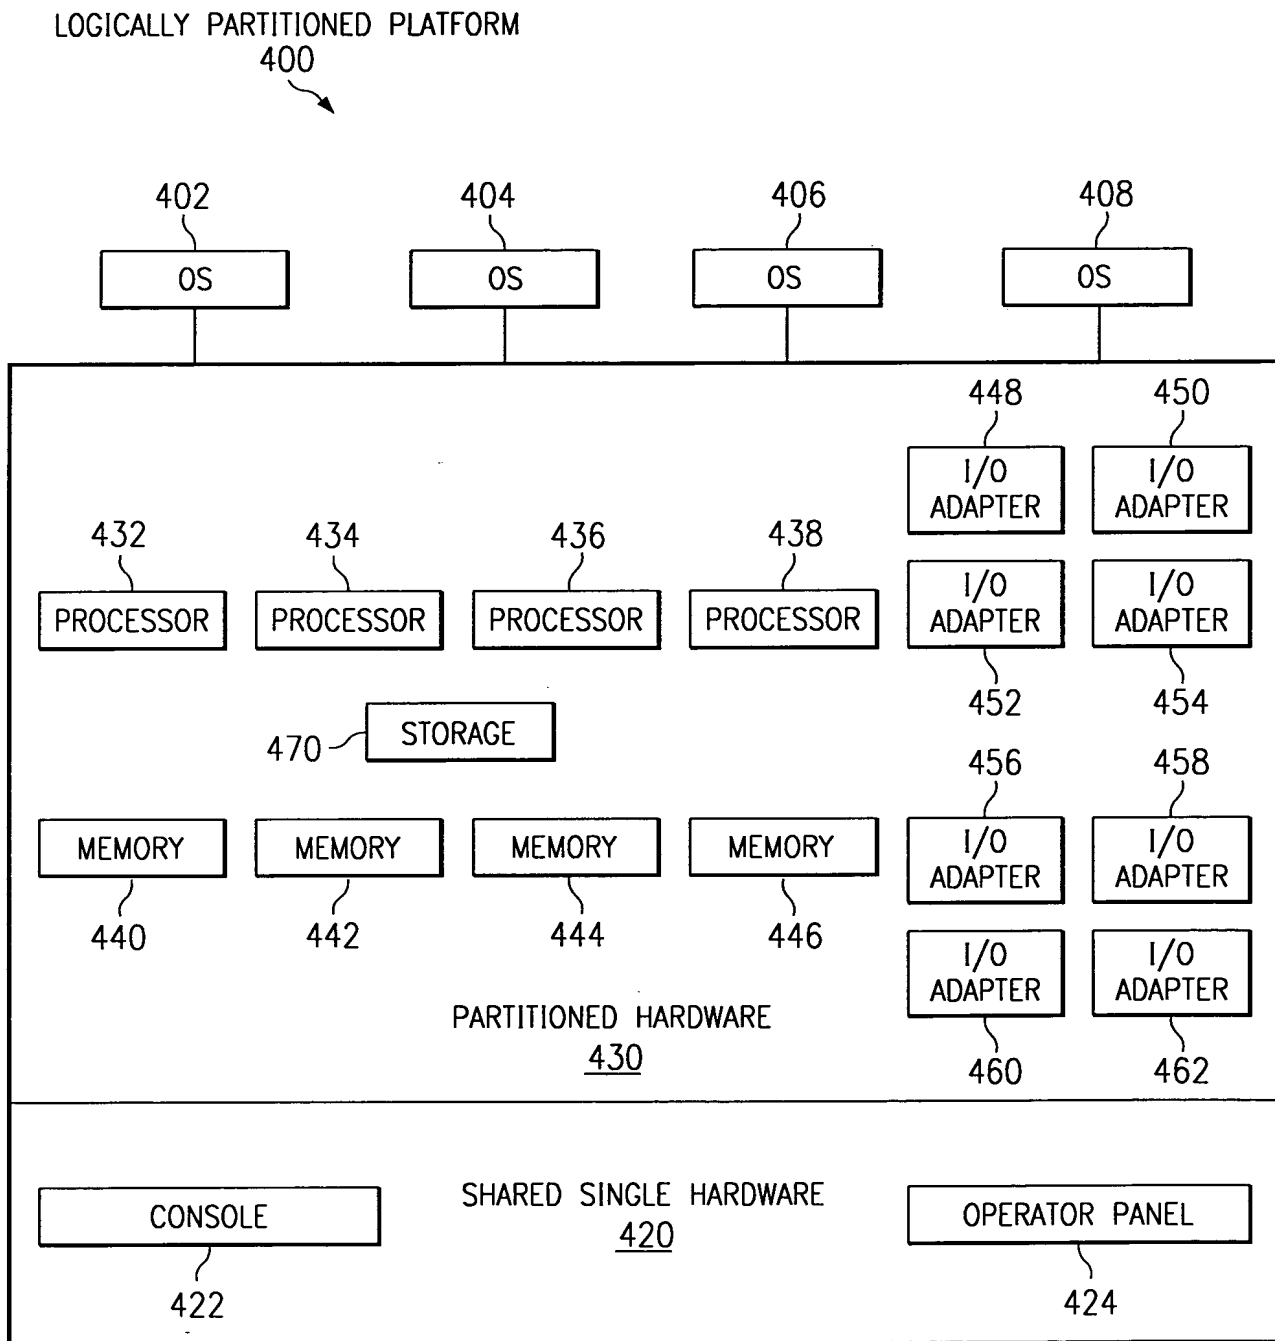 LOGICALLY PARTITIONED PLATFORM
400
402
404
406
408
OS
OS
OS
OS
448
450
I/O
ADAPTER
I/O
ADAPTER
432
434
436
438
PROCESSOR
PROCESSOR
PROCESSOR
PROCESSOR
I/O
ADAPTER
I/O
ADAPTER
452
454
470
STORAGE
456
458
MEMORY
MEMORY
MEMORY
MEMORY
I/O
ADAPTER
I/O
ADAPTER
440
442
444
446
I/O
ADAPTER
I/O
ADAPTER
PARTITIONED HARDWARE
430
460
462
CONSOLE
SHARED SINGLE HARDWARE
420
OPERATOR PANEL
422
424